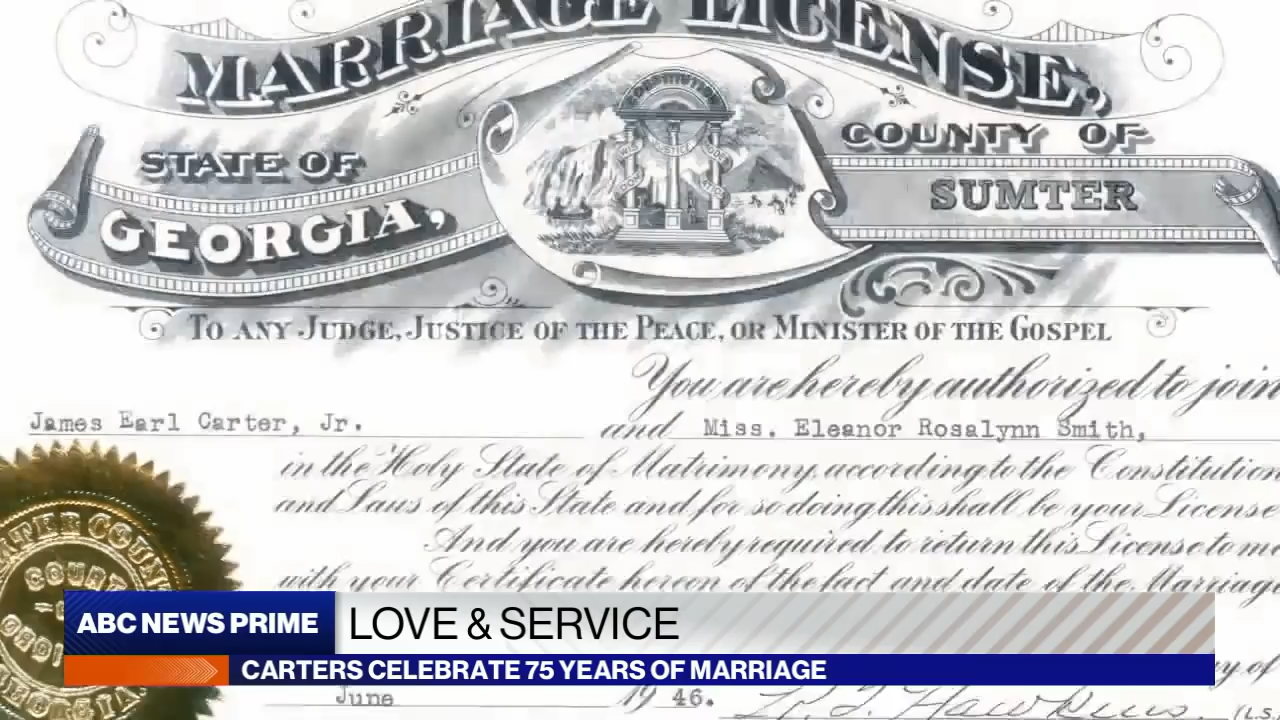 MARRIAGE LICENSE,
STATE OF
GEORGIA,
COUNTY OF
SUMTER
CONSTITUTION
TO ANY JUDGE, JUSTICE OF THE PEACE, OR MINISTER OF THE GOSPEL
You are hereby authorized to join
James Earl Carter, Jr. and Miss. Eleanor Rosalynn Smith,
in the Holy State of Matrimony, according to the Constitution
and Laws of this State and for so doing this shall be your License
And you are hereby required to return this License to me
with your Certificate hereon of the fact and date of the Marriage
COURT
ABC NEWS PRIME
LOVE & SERVICE
CARTERS CELEBRATE 75 YEARS OF MARRIAGE
y of
June 1946.
(L.S.